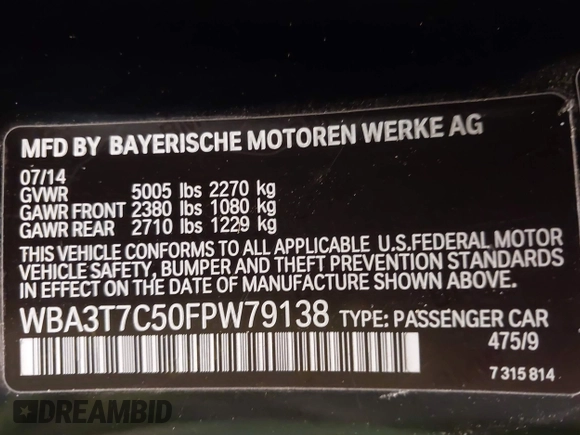 MFD BY BAYERISCHE MOTOREN WERKE AG
07/14
GVWR 5005 lbs 2270 kg
GAWR FRONT 2380 lbs 1080 kg
GAWR REAR 2710 lbs 1229 kg
THIS VEHICLE CONFORMS TO ALL APPLICABLE U.S.FEDERAL MOTOR
VEHICLE SAFETY, BUMPER AND THEFT PREVENTION STANDARDS
IN EFFECT ON THE DATE OF MANUFACTURE SHOWN ABOVE.
WBA3T7C50FPW79138 TYPE: PASSENGER CAR
475/9
7 315 814
DREAMBID